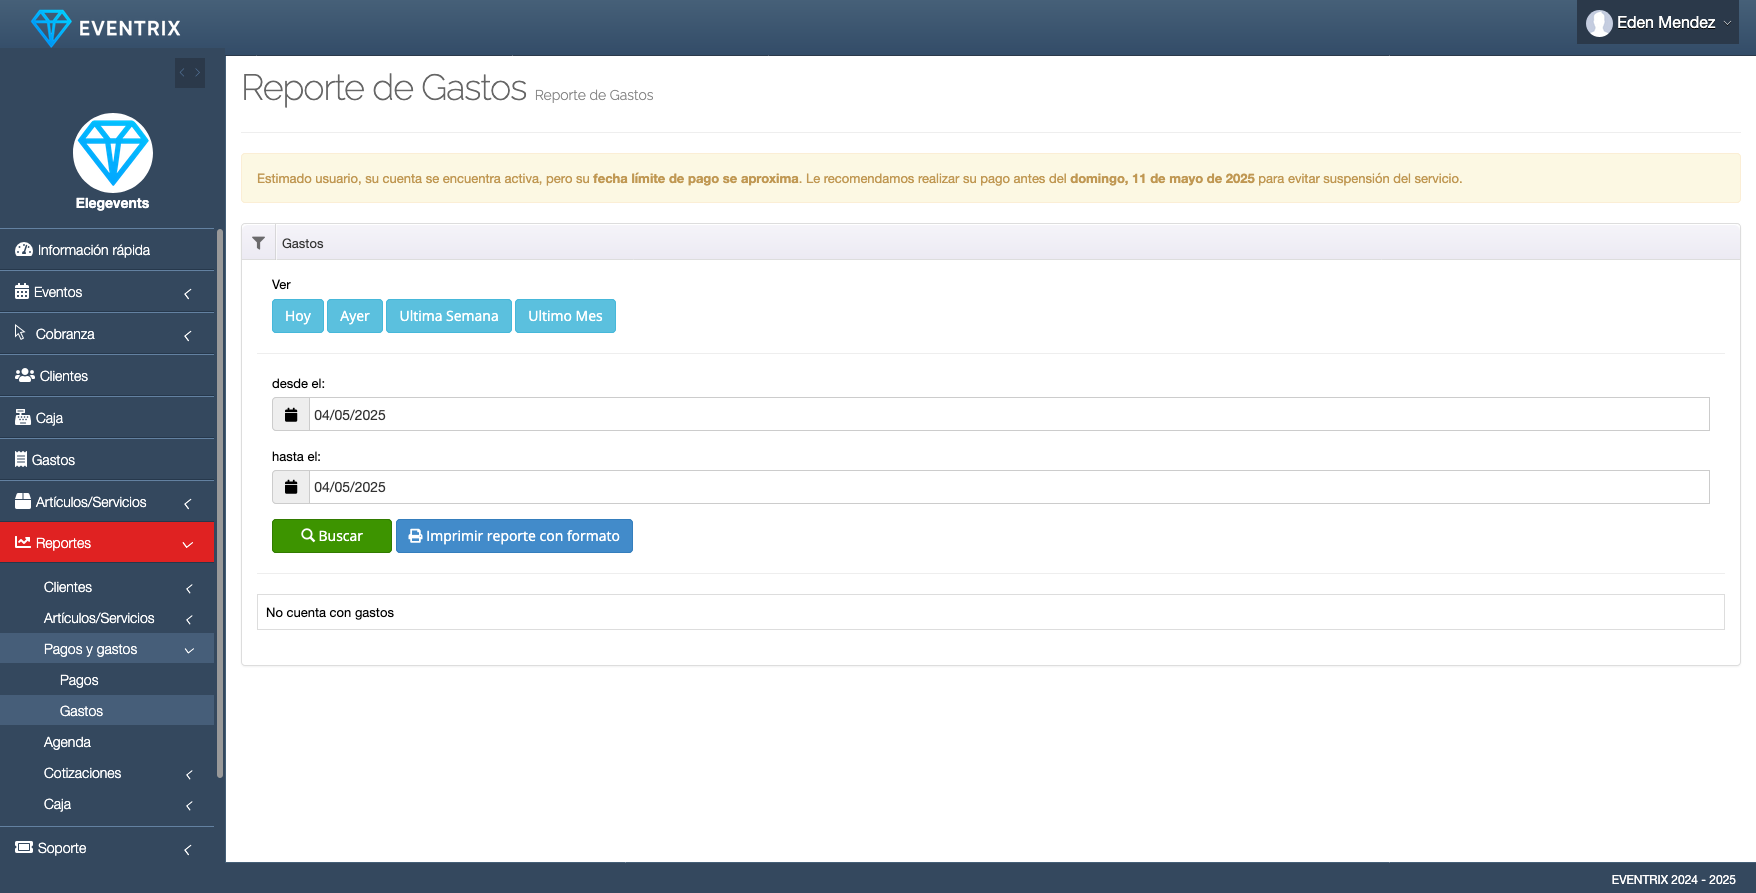 EVENTRIX
Eden Mendez
Elegevents
Información rápida
Eventos
Cobranza
Clientes
Caja
Gastos
Artículos/Servicios
Reportes
Clientes
Artículos/Servicios
Pagos y gastos
Pagos
Gastos
Agenda
Cotizaciones
Caja
Soporte
Reporte de Gastos Reporte de Gastos
Estimado usuario, su cuenta se encuentra activa, pero su fecha límite de pago se aproxima. Le recomendamos realizar su pago antes del domingo, 11 de mayo de 2025 para evitar suspensión del servicio.
Gastos
Ver
Hoy Ayer Ultima Semana Ultimo Mes
desde el:
04/05/2025
hasta el:
04/05/2025
Buscar Imprimir reporte con formato
No cuenta con gastos
EVENTRIX 2024 - 2025